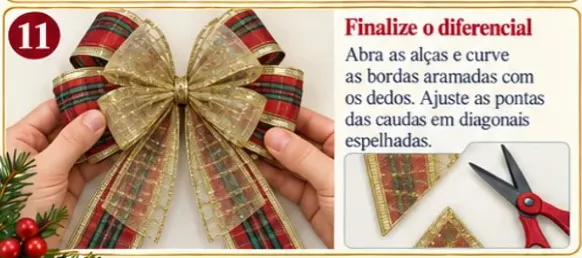 11
Finalize o diferencial
Abra as alças e curve
as bordas aramadas com
os dedos. Ajuste as pontas
das caudas em diagonais
espelhadas.